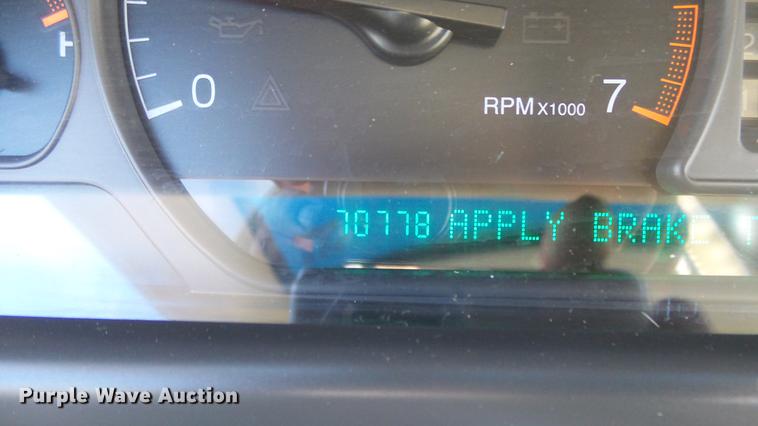 H
0
RPM X1000 7
70778 APPLY BRAKE T
Purple Wave Auction